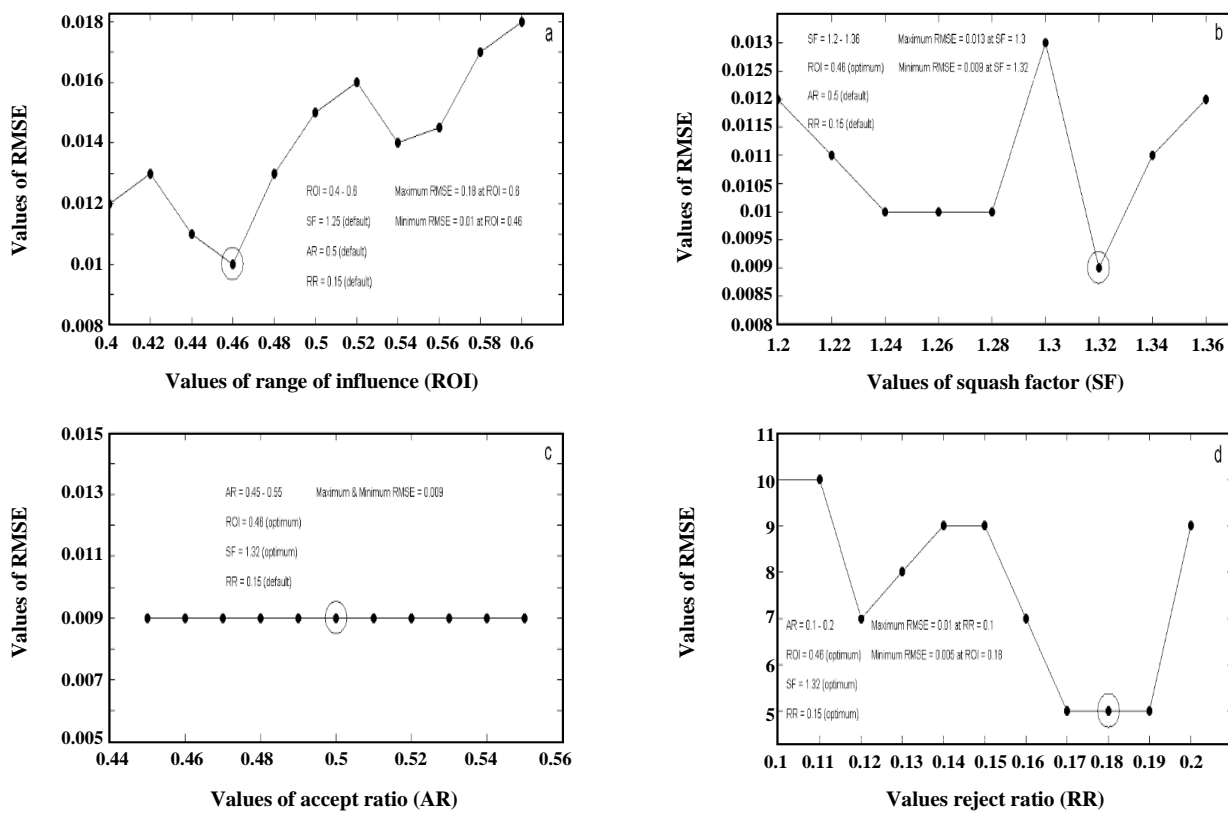 a
0.018
0.016
0.014
0.012
0.01
0.008
Values of RMSE
ROI = 0.4 - 0.6 Maximum RMSE = 0.18 at ROI = 0.6
SF = 1.25 (default) Minimum RMSE = 0.01 at ROI = 0.46
AR = 0.5 (default)
RR = 0.15 (default)
0.4 0.42 0.44 0.46 0.48 0.5 0.52 0.54 0.56 0.58 0.6
Values of range of influence (ROI)
b
0.013
0.0125
0.012
0.0115
0.011
0.0105
0.01
0.0095
0.009
0.0085
0.008
Values of RMSE
SF = 1.2 - 1.36 Maximum RMSE = 0.013 at SF = 1.3
ROI = 0.46 (optimum) Minimum RMSE = 0.009 at SF = 1.32
AR = 0.5 (default)
RR = 0.15 (default)
1.2 1.22 1.24 1.26 1.28 1.3 1.32 1.34 1.36
Values of squash factor (SF)
c
0.015
0.013
0.011
0.009
0.007
0.005
Values of RMSE
AR = 0.45 - 0.55 Maximum & Minimum RMSE = 0.009
ROI = 0.46 (optimum)
SF = 1.32 (optimum)
RR = 0.15 (default)
0.44 0.46 0.48 0.5 0.52 0.54 0.56
Values of accept ratio (AR)
d
11
10
9
8
7
6
5
Values of RMSE
AR = 0.1 - 0.2 Maximum RMSE = 0.01 at RR = 0.1
ROI = 0.46 (optimum) Minimum RMSE = 0.005 at ROI = 0.18
SF = 1.32 (optimum)
RR = 0.15 (optimum)
0.1 0.11 0.12 0.13 0.14 0.15 0.16 0.17 0.18 0.19 0.2
Values reject ratio (RR)